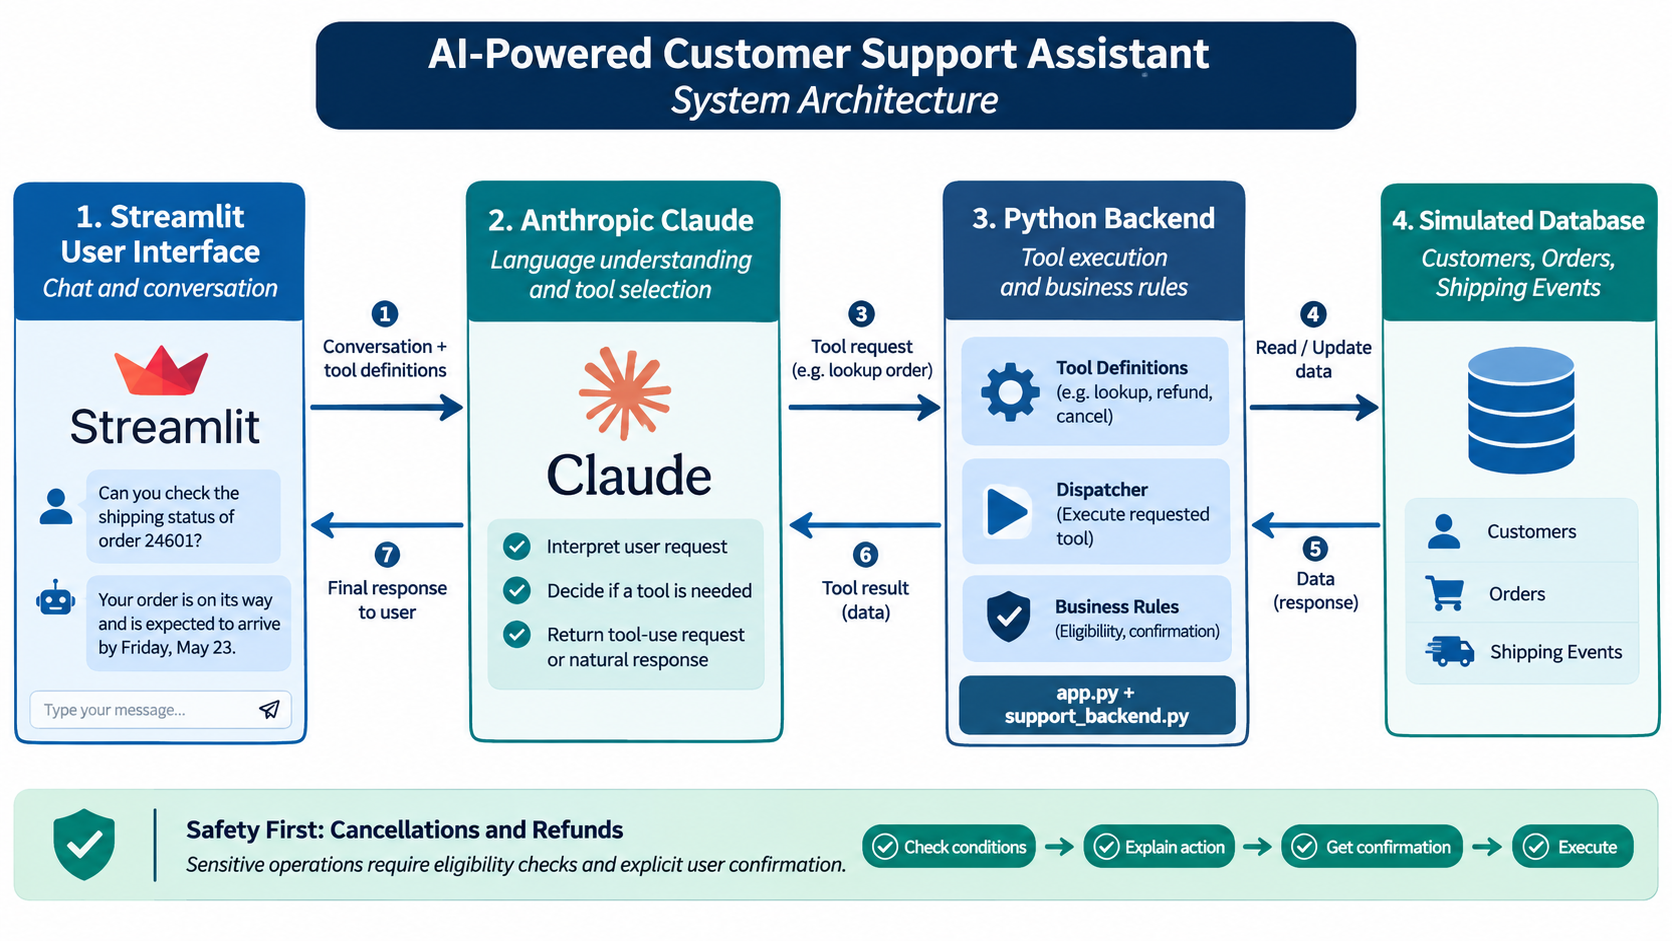 AI-Powered Customer Support Assistant
System Architecture
1. Streamlit
User Interface
Chat and conversation
Streamlit
Can you check the
shipping status of
order 24601?
Your order is on its way
and is expected to arrive
by Friday, May 23.
Type your message...
1
Conversation +
tool definitions
7
Final response
to user
2. Anthropic Claude
Language understanding
and tool selection
Claude
Interpret user request
Decide if a tool is needed
Return tool-use request
or natural response
3
Tool request
(e.g. lookup order)
6
Tool result
(data)
3. Python Backend
Tool execution
and business rules
Tool Definitions
(e.g. lookup, refund,
cancel)
Dispatcher
(Execute requested
tool)
Business Rules
(Eligibiliity, confirmation)
app.py +
support_backend.py
4
Read / Update
data
5
Data
(response)
4. Simulated Database
Customers, Orders,
Shipping Events
Customers
Orders
Shipping Events
Safety First: Cancellations and Refunds
Sensitive operations require eligibility checks and explicit user confirmation.
Check conditions
Explain action
Get confirmation
Execute